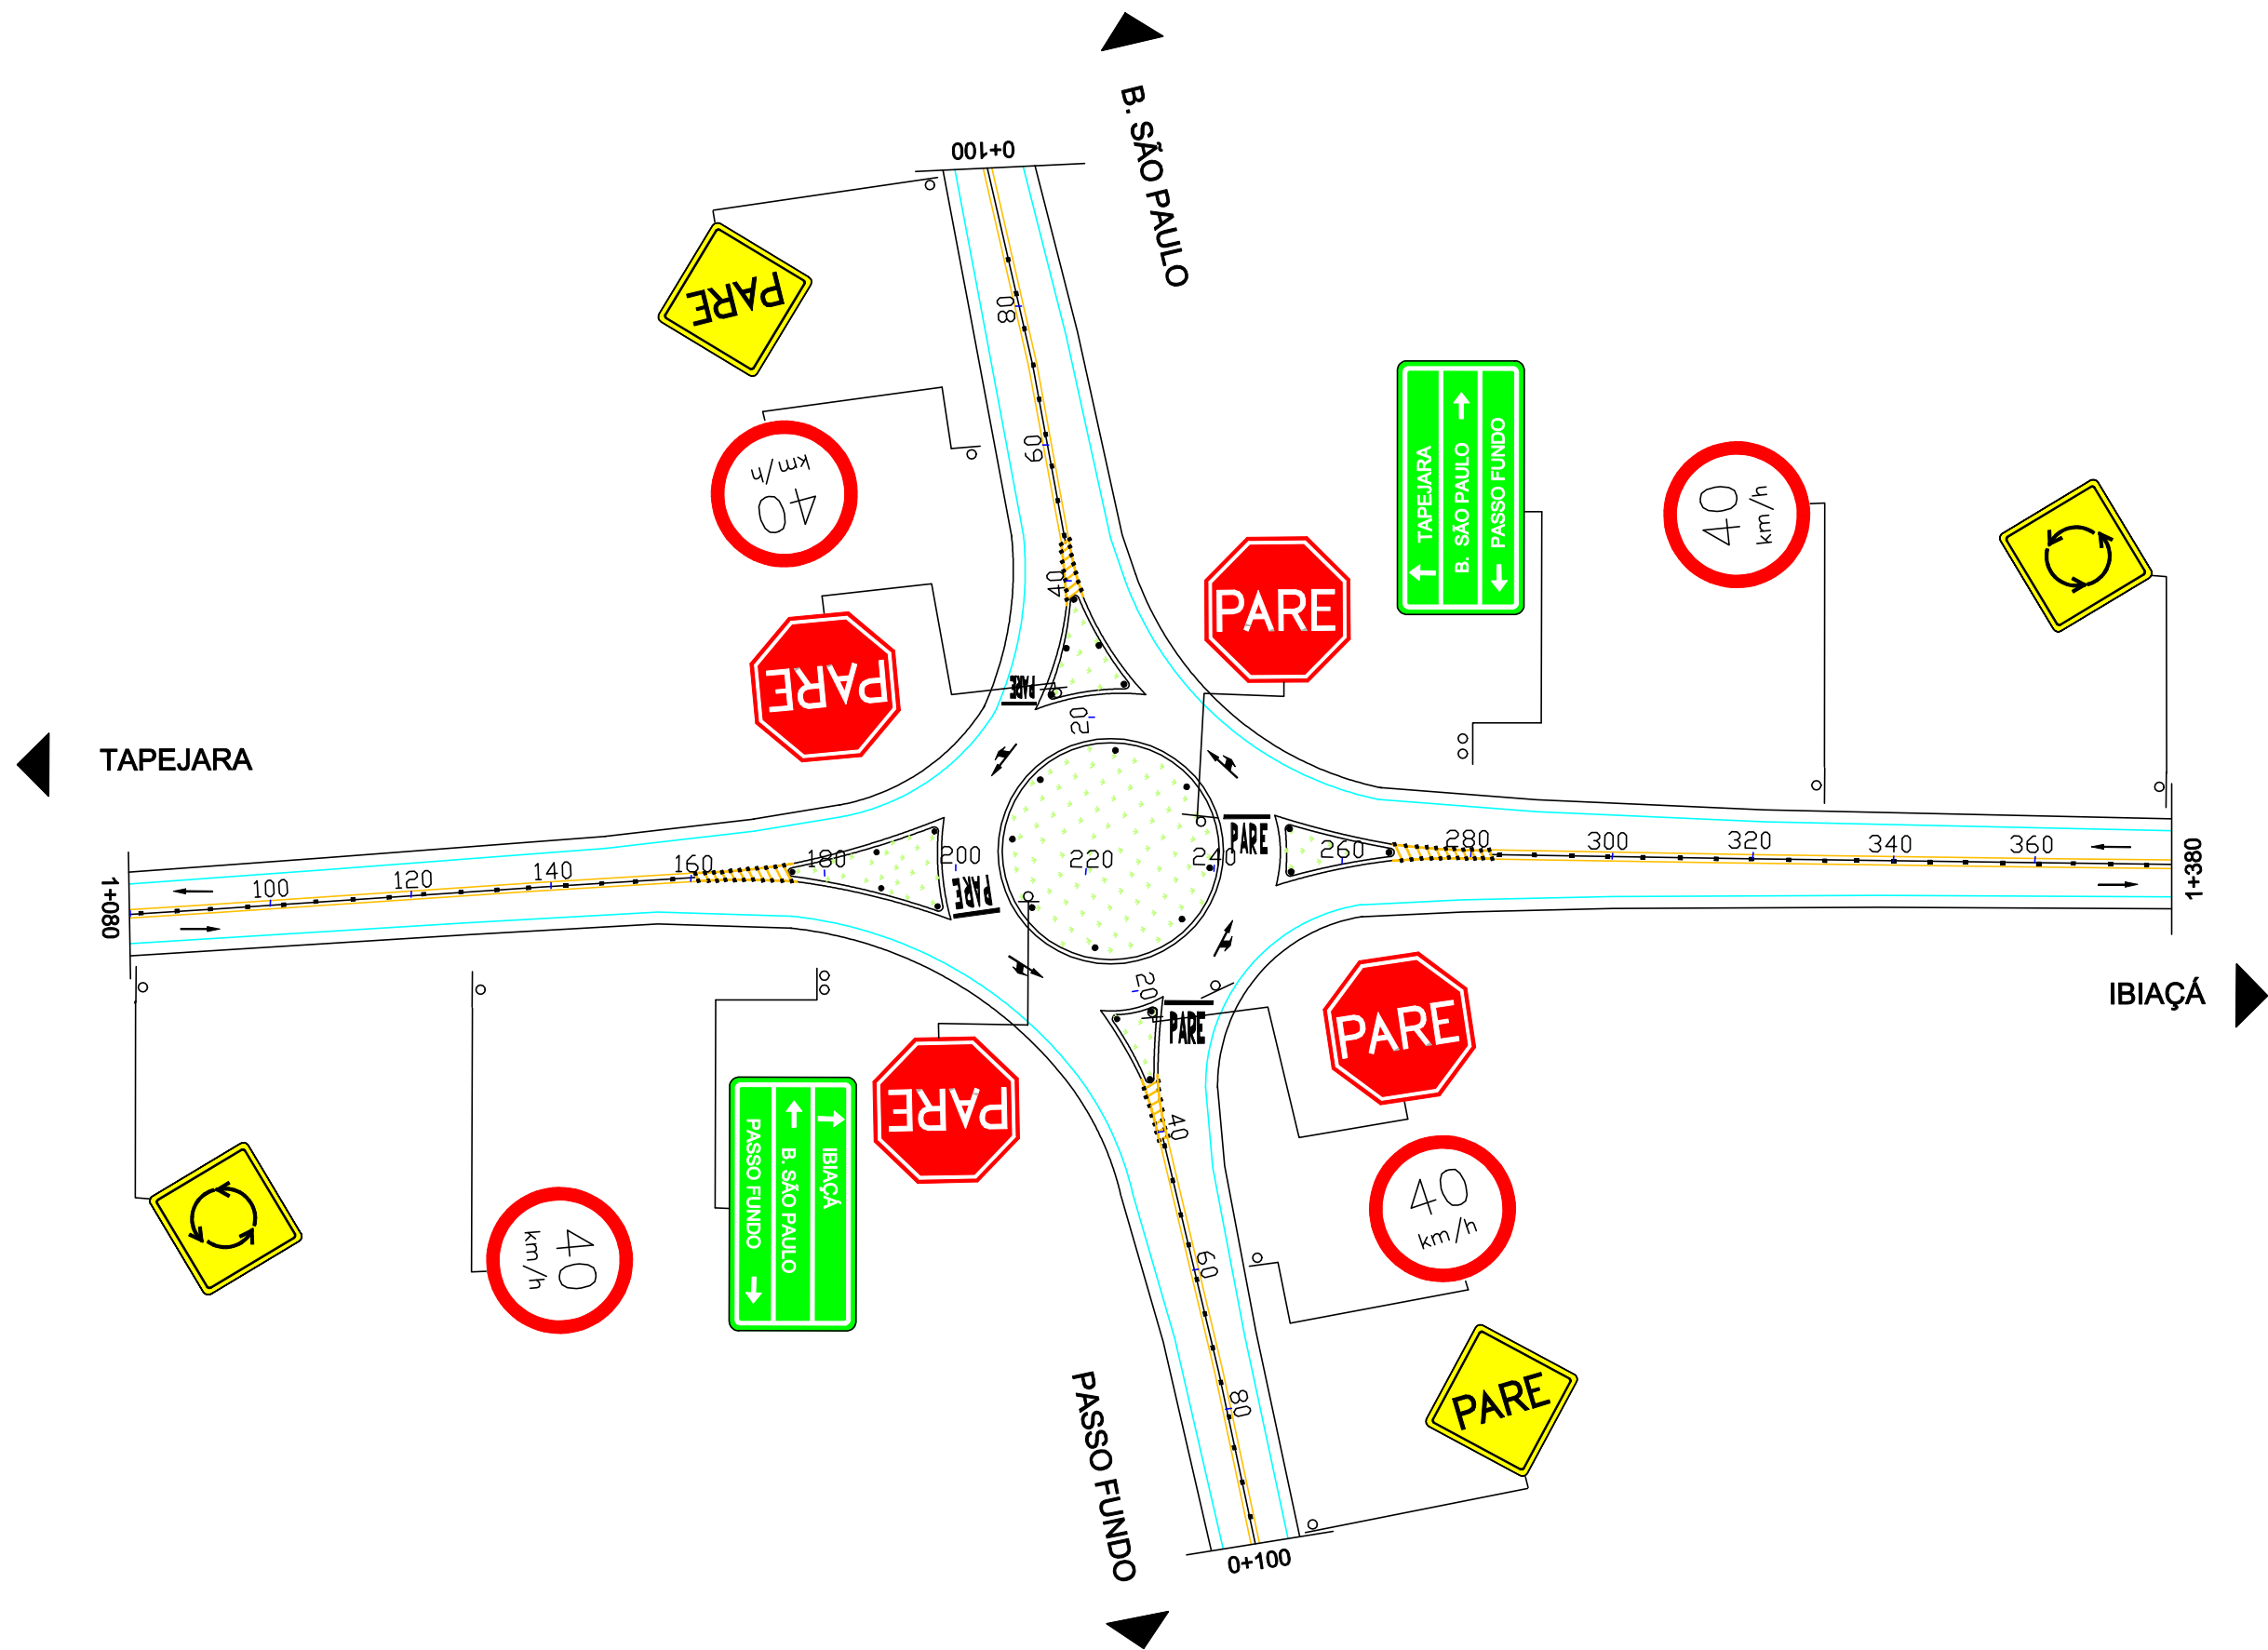 B. SÃO PAULO
0+100
PARE
80
40
km/h
60
40
PARE
PARE
20
PARE
TAPEJARA
B. SÃO PAULO
PASSO FUNDO
40
km/h
TAPEJARA
1+080
100
120
140
160
180
200
220
240
260
280
300
320
340
360
1+380
PARE
PARE
IBIAÇÁ
20
PARE
PARE
40
km/h
IBIAÇÁ
B. SÃO PAULO
PASSO FUNDO
PARE
40
40
km/h
60
PARE
80
PASSO FUNDO
0+100